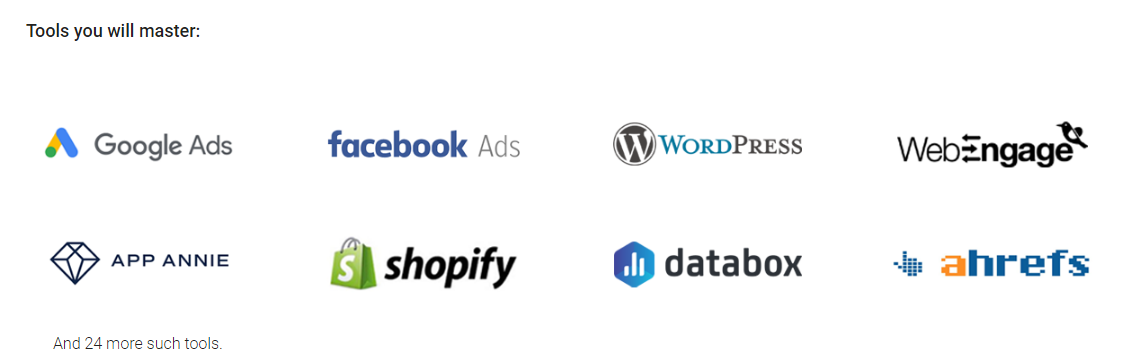 Tools you will master:
Google Ads
facebook Ads
WORDPRESS
WebEngage
APP ANNIE
shopify
databox
ahrefs
And 24 more such tools.